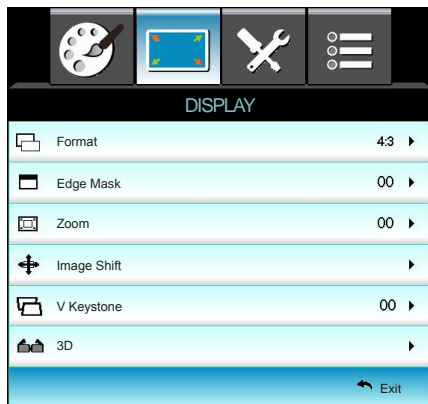 DISPLAY
Format 4:3
Edge Mask 00
Zoom 00
Image Shift
V Keystone 00
3D
Exit